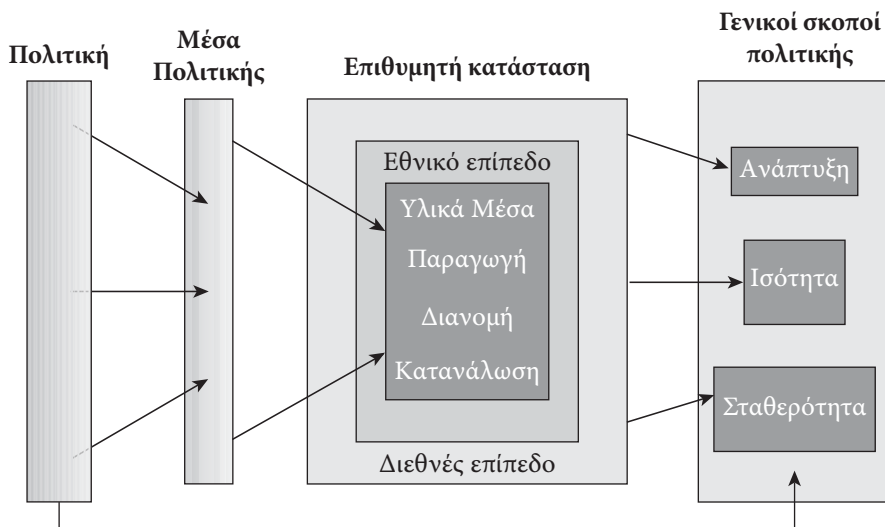 Πολιτική
Μέσα
Πολιτικής
Επιθυμητή κατάσταση
Γενικοί σκοποί
πολιτικής
Εθνικό επίπεδο
Υλικά Μέσα
Παραγωγή
Διανομή
Κατανάλωση
Διεθνές επίπεδο
Ανάπτυξη
Ισότητα
Σταθερότητα